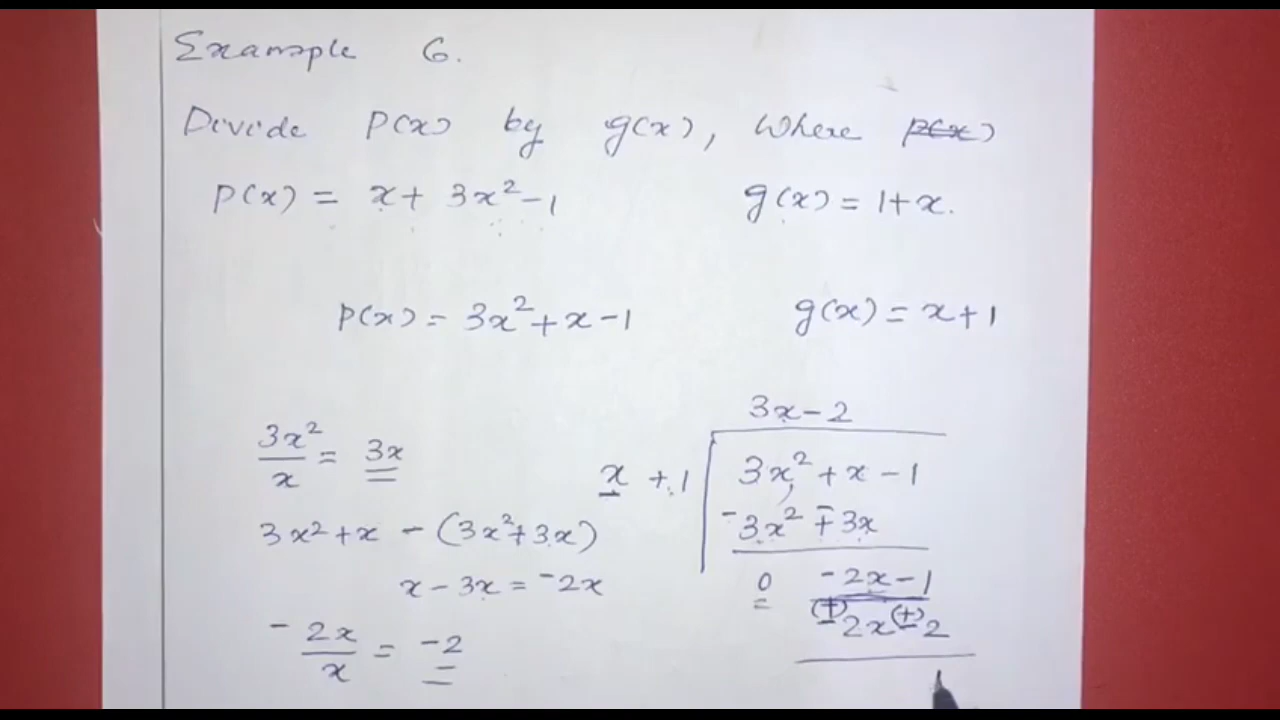 Example 6.
Divide p(x) by g(x), where p(x)
p(x) = x + 3x² - 1 g(x) = 1 + x.
p(x) = 3x² + x - 1 g(x) = x + 1
3x - 2
3x²/x = 3x x + 1 3x² + x - 1
3x² + x - (3x² + 3x) -3x² +̄ 3x
x - 3x = -2x 0 -2x - 1
-2x/x = -2 (+)-2x (+)-2